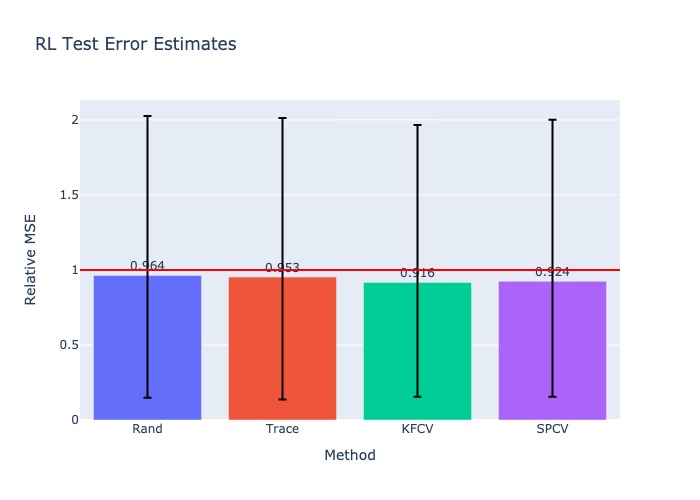 RL Test Error Estimates
2
1.5
1
0.5
0
Relative MSE
0.964
0.953
0.916
0.924
Rand
Trace
KFCV
SPCV
Method